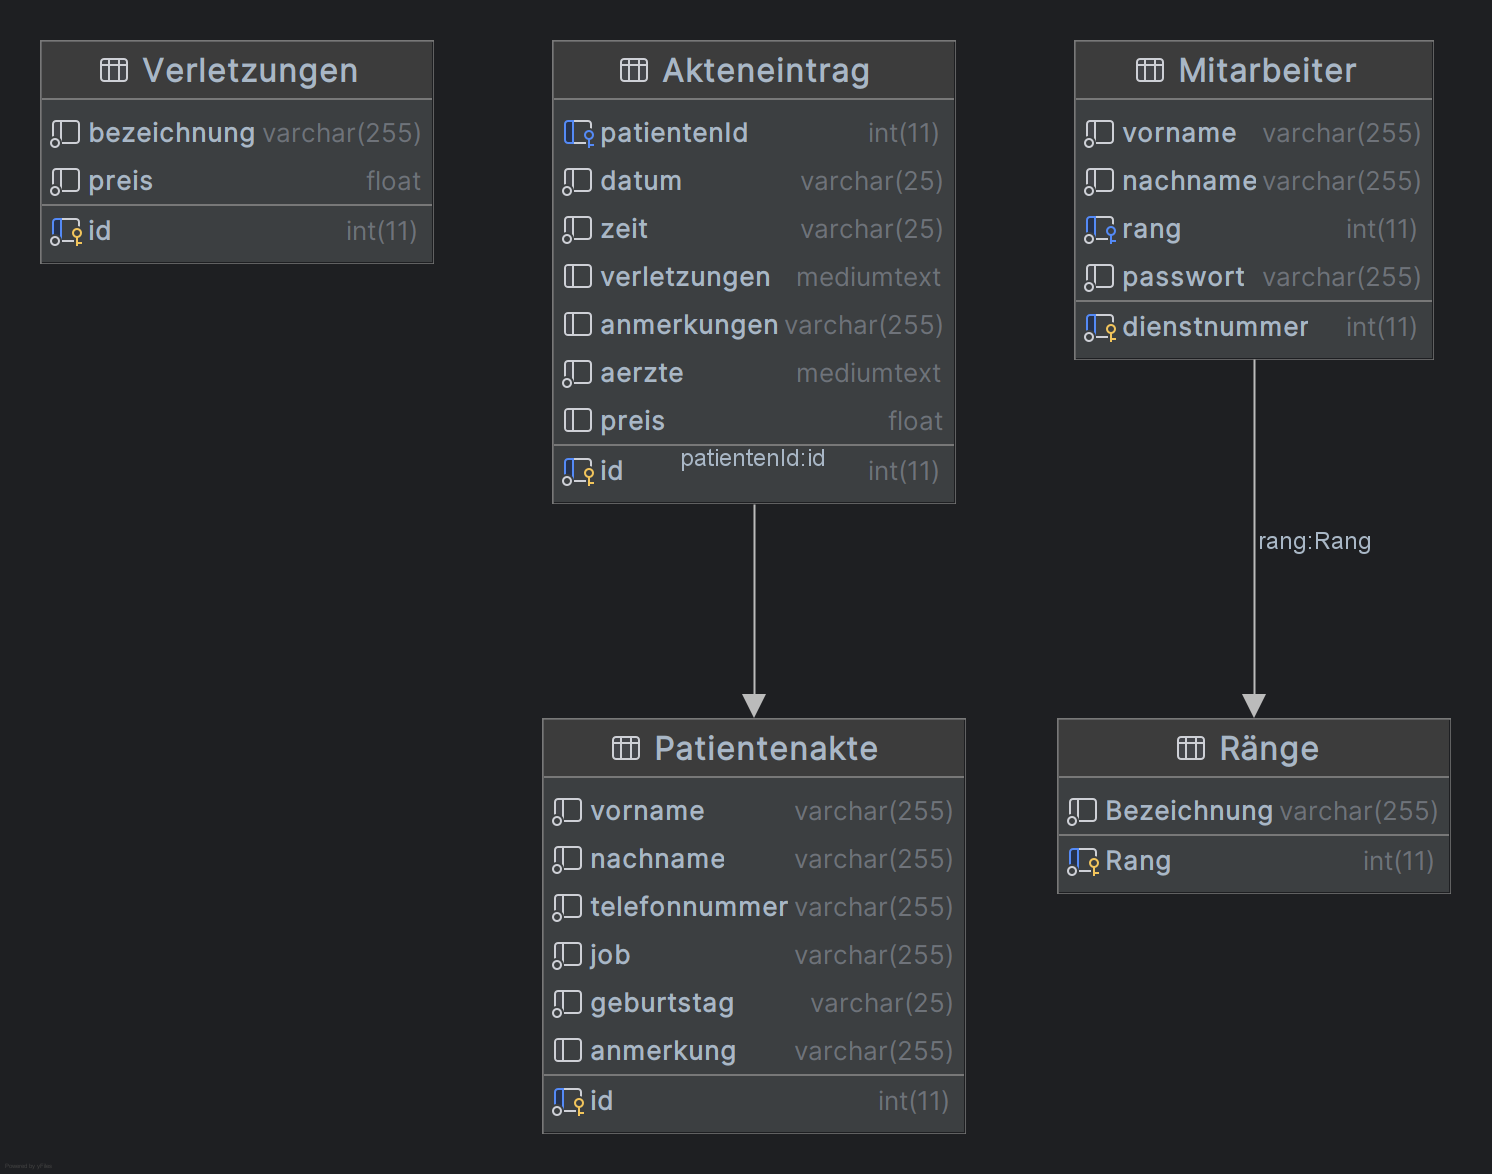 Verletzungen
bezeichnung varchar(255)
preis float
id int(11)
Akteneintrag
patientenId int(11)
datum varchar(25)
zeit varchar(25)
verletzungen mediumtext
anmerkungen varchar(255)
aerzte mediumtext
preis float
patientenId:id
id int(11)
Mitarbeiter
vorname varchar(255)
nachname varchar(255)
rang int(11)
passwort varchar(255)
dienstnummer int(11)
rang:Rang
Patientenakte
vorname varchar(255)
nachname varchar(255)
telefonnummer varchar(255)
job varchar(255)
geburtstag varchar(25)
anmerkung varchar(255)
id int(11)
Ränge
Bezeichnung varchar(255)
Rang int(11)
Powered by yFiles